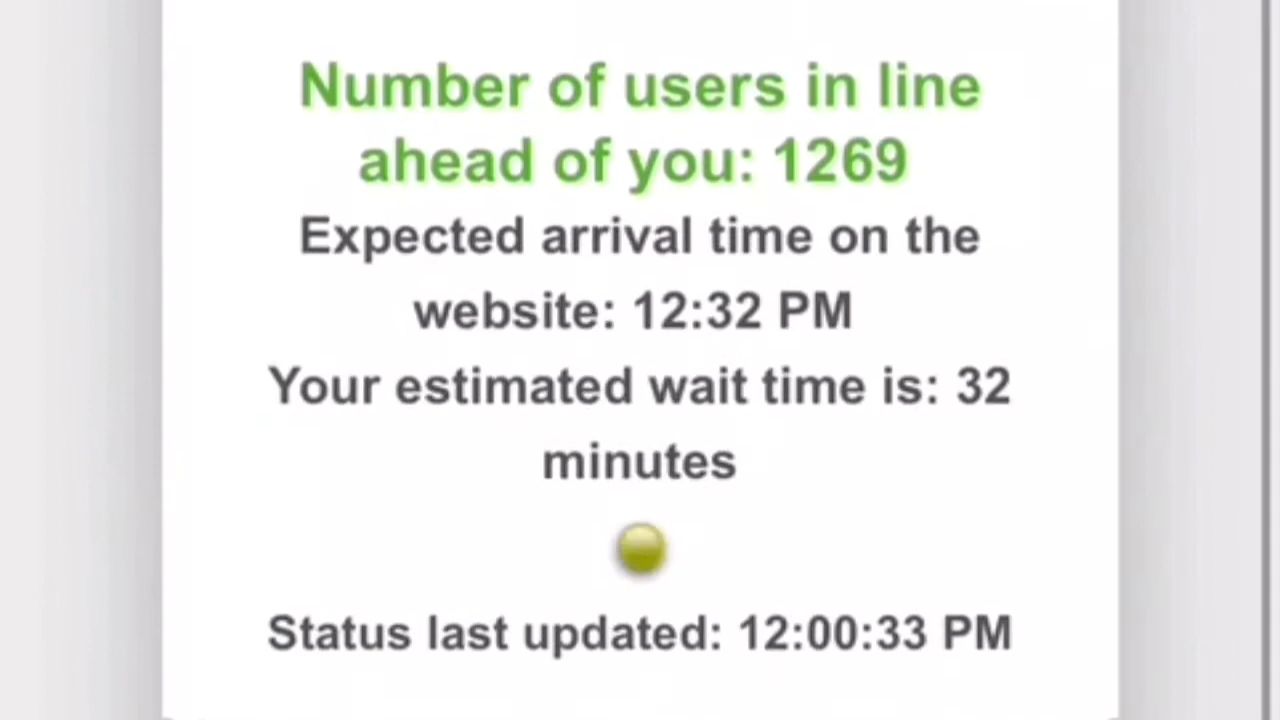 Number of users in line
ahead of you: 1269
Expected arrival time on the
website: 12:32 PM
Your estimated wait time is: 32
minutes
Status last updated: 12:00:33 PM